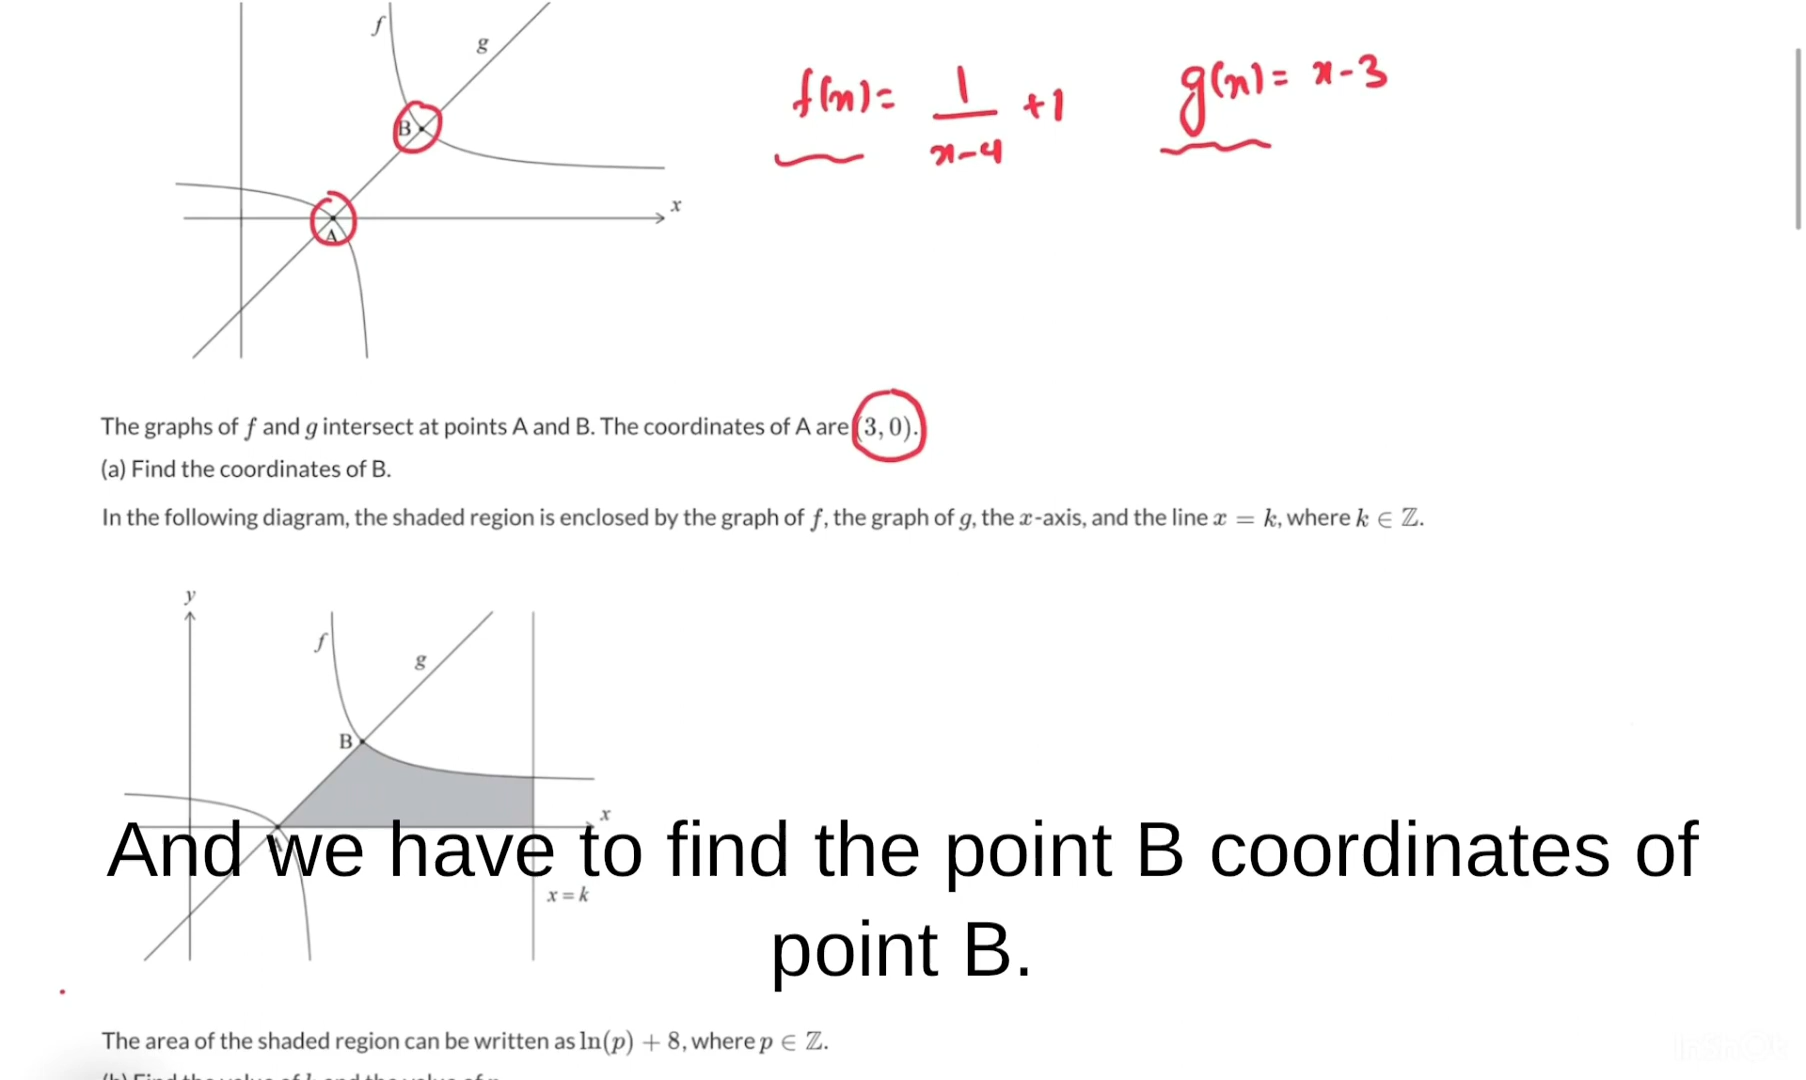 f
g
B
f(x) = 1/(x-4) + 1
g(x) = x-3
x
A
The graphs of f and g intersect at points A and B. The coordinates of A are (3, 0).
(a) Find the coordinates of B.
In the following diagram, the shaded region is enclosed by the graph of f, the graph of g, the x-axis, and the line x = k, where k ∈ ℤ.
y
f
g
B
x
And we have to find the point B coordinates of
x = k
point B.
The area of the shaded region can be written as ln(p) + 8, where p ∈ ℤ.